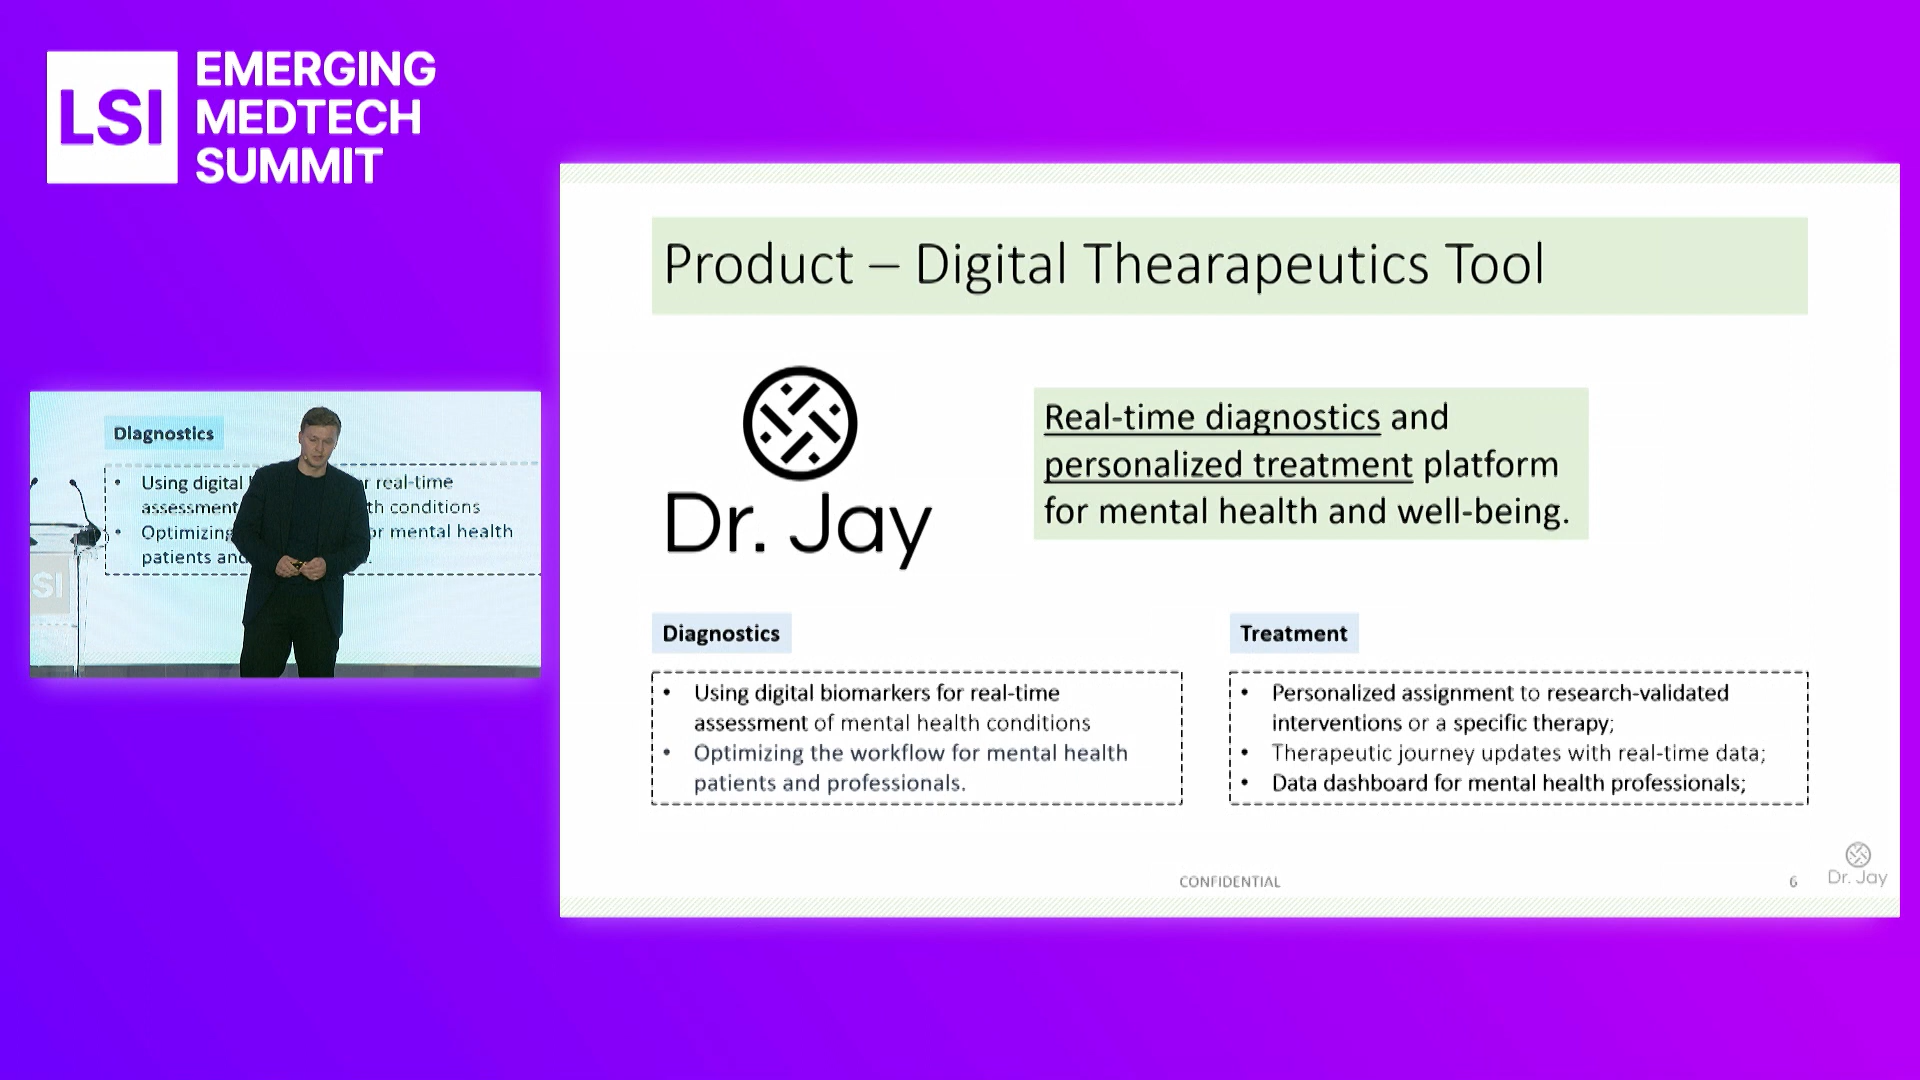 LSI
EMERGING
MEDTECH
SUMMIT
Product – Digital Thearapeutics Tool
Dr. Jay
Real-time diagnostics and
personalized treatment platform
for mental health and well-being.
Diagnostics
• Using digital biomarkers for real-time
assessment of mental health conditions
• Optimizing the workflow for mental health
patients and professionals.
Treatment
• Personalized assignment to research-validated
interventions or a specific therapy;
• Therapeutic journey updates with real-time data;
• Data dashboard for mental health professionals;
CONFIDENTIAL
6
Dr. Jay
Diagnostics
• Using digital r real-time
assessment th conditions
• Optimizing or mental health
patients and
SI